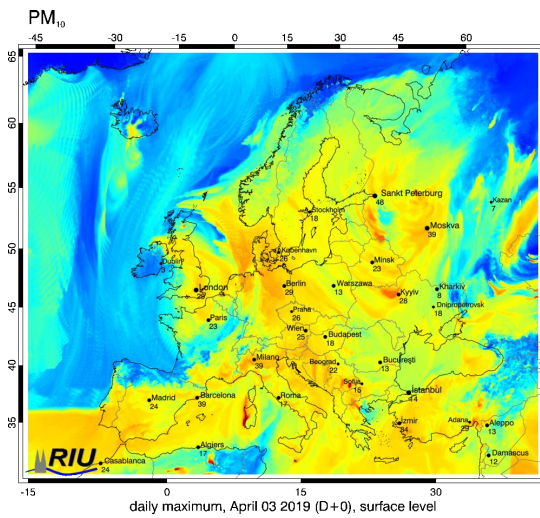 PM10
-45 -30 -15 0 15 30 45 60
65
60
Sankt Peterburg
48
Kazan
7
55
Stockholm
18
Moskva
39
København
26
Dublin
3
Minsk
23
50
London
Berlin
29
Warszawa
13
Kyyiv
28
Kharkiv
8
Dnipropetrovsk
18
45
Paris
23
Praha
26
Wien
15
Budapest
18
Milano
39
Beograd
22
Bucureşti
13
40
Madrid
24
Barcelona
39
Roma
17
Sofia
15
Istanbul
35
Izmir
Adana
29
Aleppo
13
Algiers
17
Damascus
12
RIU
Casablanca
24
-15 0 15 30
daily maximum, April 03 2019 (D+0), surface level